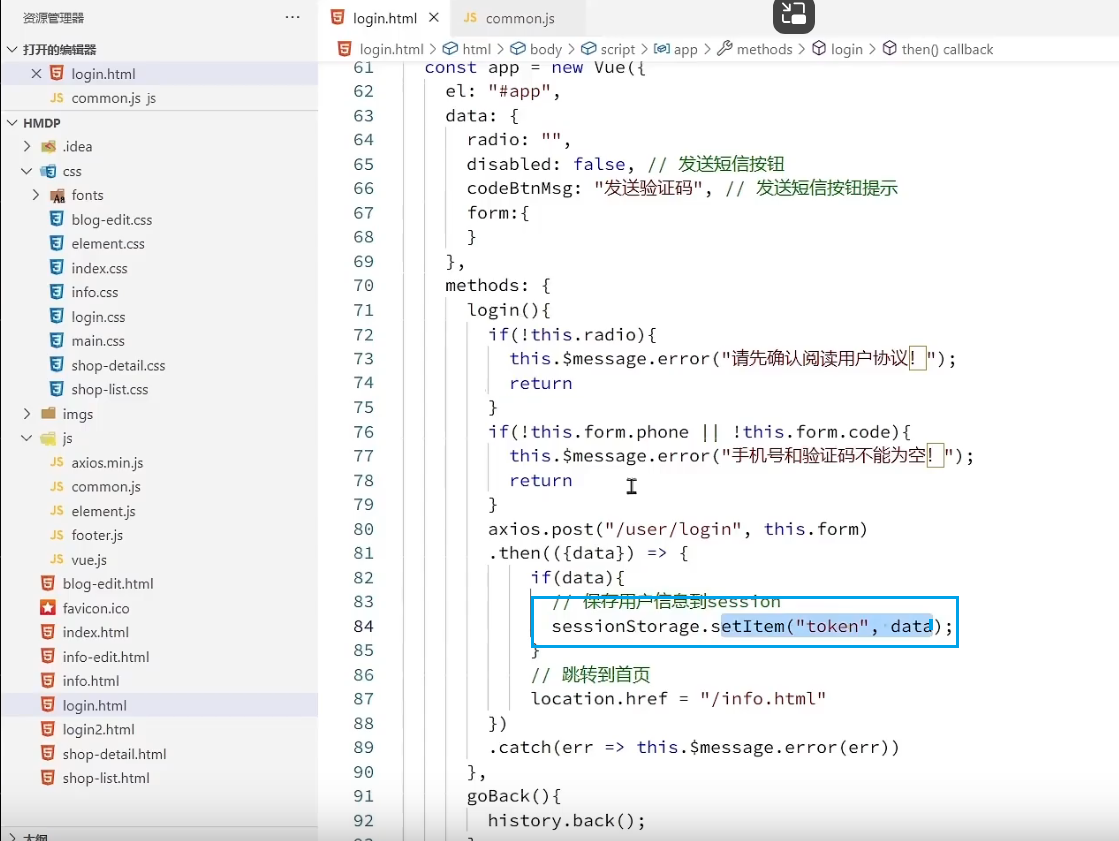 资源管理器
···
打开的编辑器
login.html
common.js js
HMDP
.idea
css
fonts
blog-edit.css
element.css
index.css
info.css
login.css
main.css
shop-detail.css
shop-list.css
imgs
js
axios.min.js
common.js
element.js
footer.js
vue.js
blog-edit.html
favicon.ico
index.html
info-edit.html
info.html
login.html
login2.html
shop-detail.html
shop-list.html
大纲
login.html
JS common.js
login.html > html > body > script > app > methods > login > then() callback
61 const app = new Vue({
62 el: "#app",
63 data: {
64 radio: "",
65 disabled: false, // 发送短信按钮
66 codeBtnMsg: "发送验证码", // 发送短信按钮提示
67 form:{
68 }
69 },
70 methods: {
71 login(){
72 if(!this.radio){
73 this.$message.error("请先确认阅读用户协议！");
74 return
75 }
76 if(!this.form.phone || !this.form.code){
77 this.$message.error("手机号和验证码不能为空！");
78 return
79 }
80 axios.post("/user/login", this.form)
81 .then(({data}) => {
82 if(data){
83 // 保存用户信息到session
84 sessionStorage.setItem("token", data);
85 }
86 // 跳转到首页
87 location.href = "/info.html"
88 })
89 .catch(err => this.$message.error(err))
90 },
91 goBack(){
92 history.back();